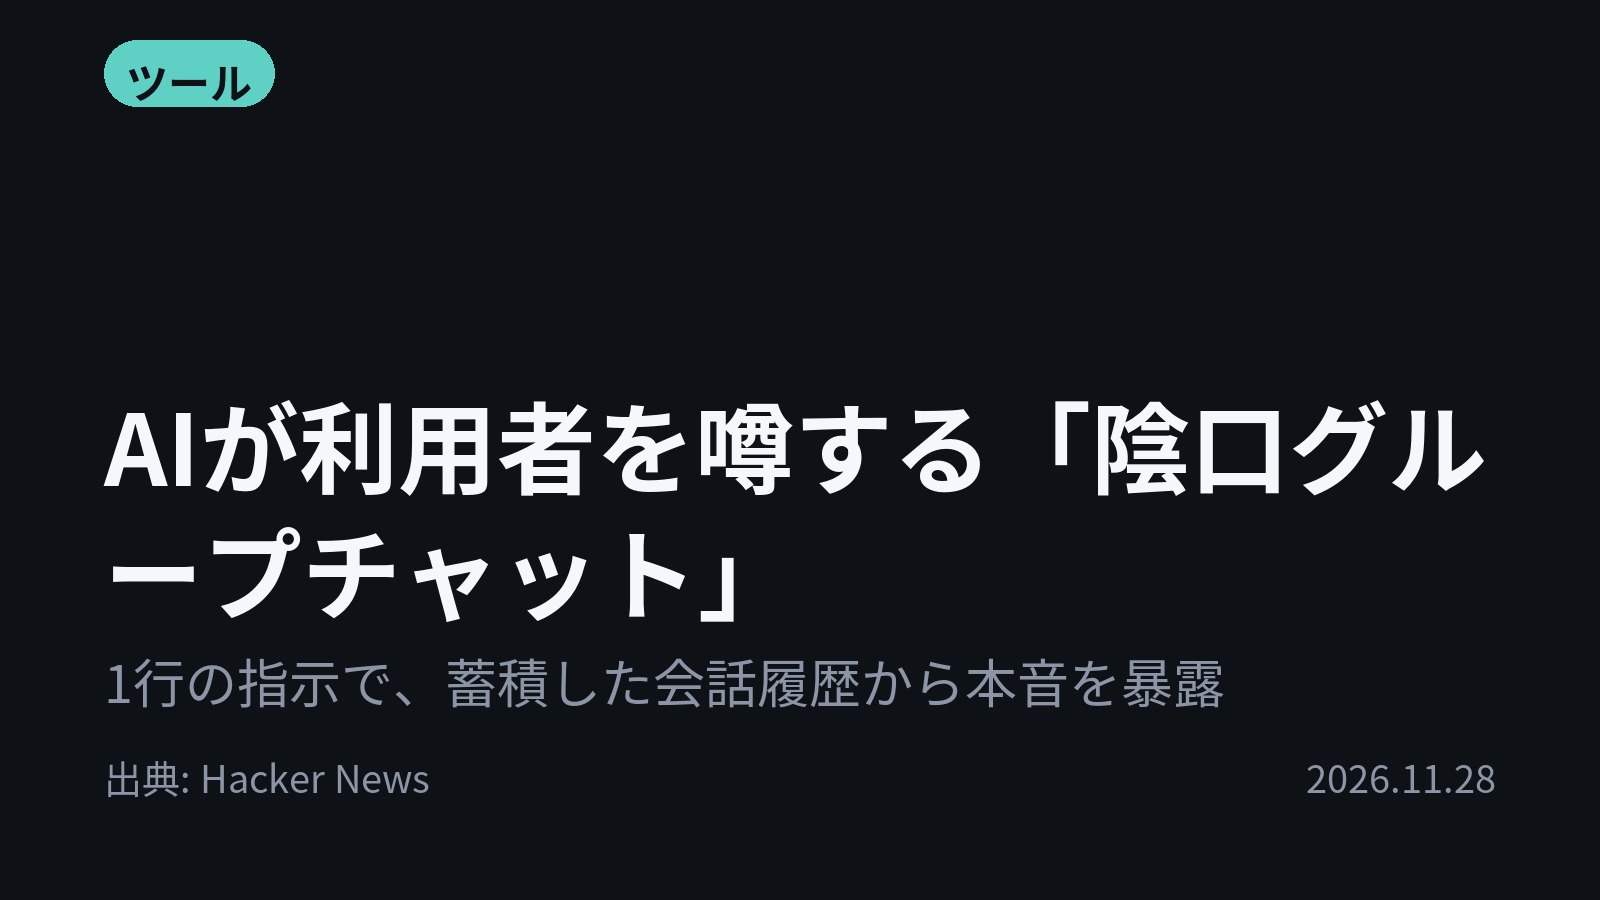 ツール
AIが利用者を噂する「陰口グル
ープチャット」
1行の指示で、蓄積した会話履歴から本音を暴露
出典: Hacker News
2026.11.28